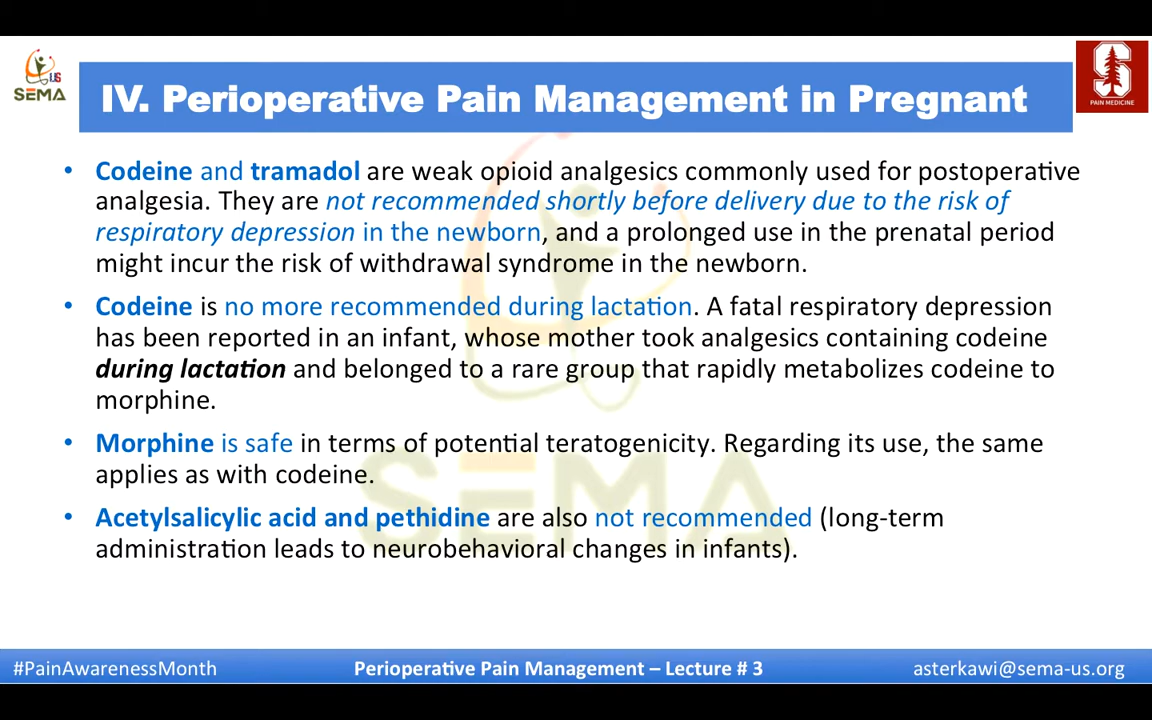 US
SEMA
IV. Perioperative Pain Management in Pregnant
S
PAIN MEDICINE
• Codeine and tramadol are weak opioid analgesics commonly used for postoperative
analgesia. They are not recommended shortly before delivery due to the risk of
respiratory depression in the newborn, and a prolonged use in the prenatal period
might incur the risk of withdrawal syndrome in the newborn.
• Codeine is no more recommended during lactation. A fatal respiratory depression
has been reported in an infant, whose mother took analgesics containing codeine
during lactation and belonged to a rare group that rapidly metabolizes codeine to
morphine.
• Morphine is safe in terms of potential teratogenicity. Regarding its use, the same
applies as with codeine.
• Acetylsalicylic acid and pethidine are also not recommended (long-term
administration leads to neurobehavioral changes in infants).
SEMA
#PainAwarenessMonth
Perioperative Pain Management – Lecture # 3
asterkawi@sema-us.org